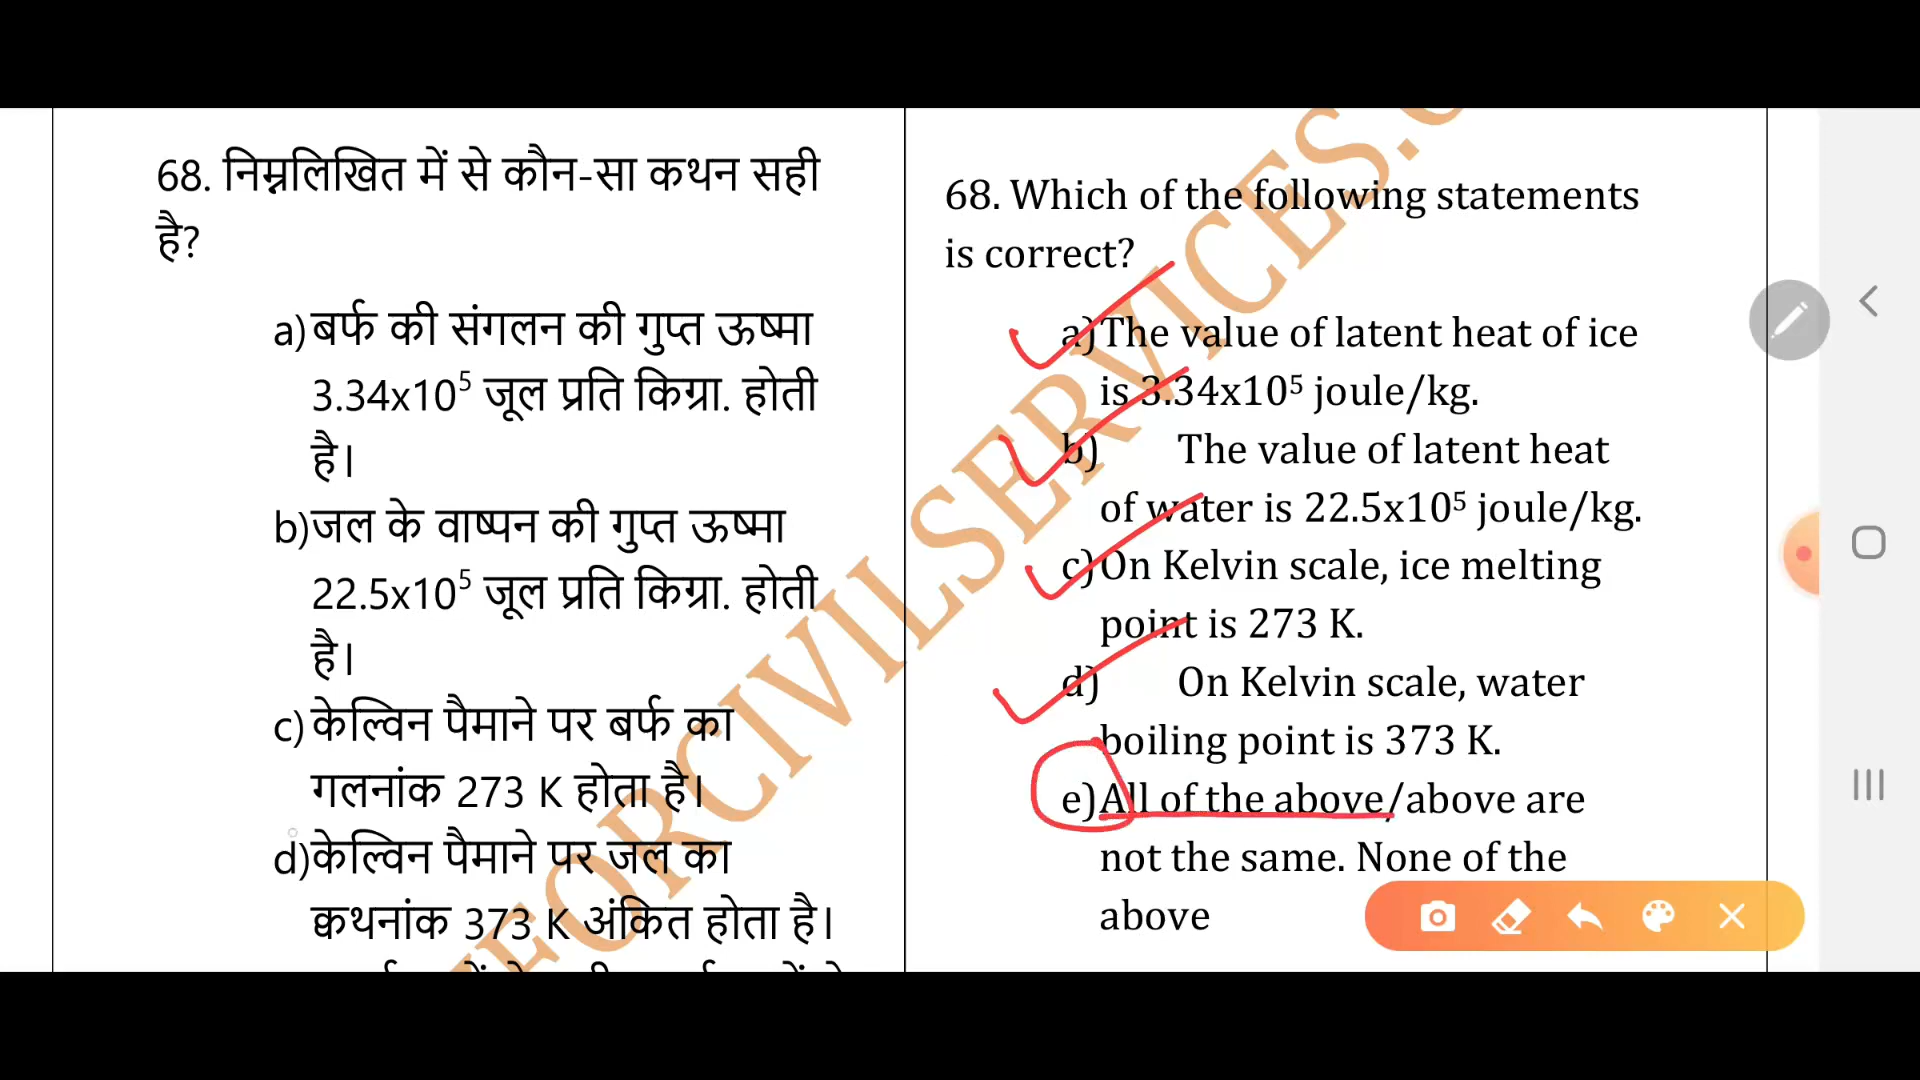 68. निम्नलिखित में से कौन-सा कथन सही
है?
a) बर्फ की संगलन की गुप्त ऊष्मा
3.34x10⁵ जूल प्रति किग्रा. होती
है।
b)जल के वाष्पन की गुप्त ऊष्मा
22.5x10⁵ जूल प्रति किग्रा. होती
है।
c) केल्विन पैमाने पर बर्फ का
गलनांक 273 K होता है।
d)केल्विन पैमाने पर जल का
क्वथनांक 373 K अंकित होता है।
68. Which of the following statements
is correct?
a) The value of latent heat of ice
is 3.34x10⁵ joule/kg.
b) The value of latent heat
of water is 22.5x10⁵ joule/kg.
c) On Kelvin scale, ice melting
point is 273 K.
d) On Kelvin scale, water
boiling point is 373 K.
e) All of the above/above are
not the same. None of the
above
FORCIVILSERVICES.